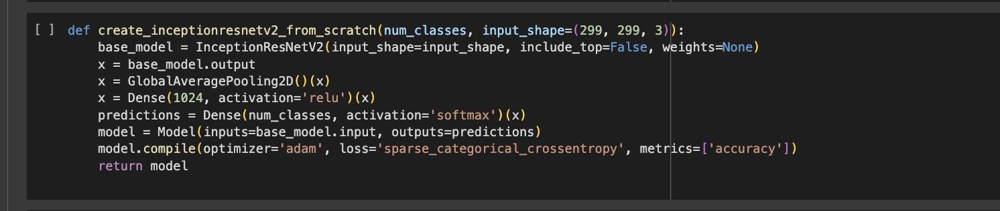 [ ] def create_inceptionresnetv2_from_scratch(num_classes, input_shape=(299, 299, 3)):
base_model = InceptionResNetV2(input_shape=input_shape, include_top=False, weights=None)
x = base_model.output
x = GlobalAveragePooling2D()(x)
x = Dense(1024, activation='relu')(x)
predictions = Dense(num_classes, activation='softmax')(x)
model = Model(inputs=base_model.input, outputs=predictions)
model.compile(optimizer='adam', loss='sparse_categorical_crossentropy', metrics=['accuracy'])
return model